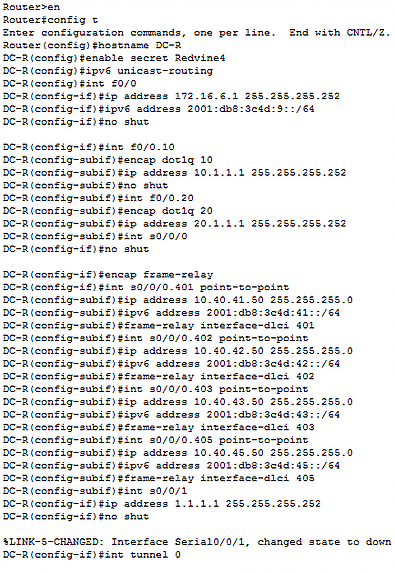 Router>en
Router#config t
Enter configuration commands, one per line.  End with CNTL/Z.
Router(config)#hostname DC-R
DC-R(config)#enable secret Redvine4
DC-R(config)#ipv6 unicast-routing
DC-R(config)#int f0/0
DC-R(config-if)#ip address 172.16.6.1 255.255.255.252
DC-R(config-if)#ipv6 address 2001:db8:3c4d:9::/64
DC-R(config-if)#no shut
DC-R(config-if)#int f0/0.10
DC-R(config-subif)#encap dot1q 10
DC-R(config-subif)#ip address 10.1.1.1 255.255.255.252
DC-R(config-subif)#no shut
DC-R(config-subif)#int f0/0.20
DC-R(config-subif)#encap dot1q 20
DC-R(config-subif)#ip address 20.1.1.1 255.255.255.252
DC-R(config-subif)#int s0/0/0
DC-R(config-if)#no shut
DC-R(config-if)#encap frame-relay
DC-R(config-if)#int s0/0/0.401 point-to-point
DC-R(config-subif)#ip address 10.40.41.50 255.255.255.0
DC-R(config-subif)#ipv6 address 2001:db8:3c4d:41::/64
DC-R(config-subif)#frame-relay interface-dlci 401
DC-R(config-subif)#int s0/0/0.402 point-to-point
DC-R(config-subif)#ip address 10.40.42.50 255.255.255.0
DC-R(config-subif)#ipv6 address 2001:db8:3c4d:42::/64
DC-R(config-subif)#frame-relay interface-dlci 402
DC-R(config-subif)#int s0/0/0.403 point-to-point
DC-R(config-subif)#ip address 10.40.43.50 255.255.255.0
DC-R(config-subif)#ipv6 address 2001:db8:3c4d:43::/64
DC-R(config-subif)#frame-relay interface-dlci 403
DC-R(config-subif)#int s0/0/0.405 point-to-point
DC-R(config-subif)#ip address 10.40.45.50 255.255.255.0
DC-R(config-subif)#ipv6 address 2001:db8:3c4d:45::/64
DC-R(config-subif)#frame-relay interface-dlci 405
DC-R(config-subif)#int s0/0/1
DC-R(config-if)#ip address 1.1.1.1 255.255.255.252
DC-R(config-if)#no shut
%LINK-5-CHANGED: Interface Serial0/0/1, changed state to down
DC-R(config-if)#int tunnel 0